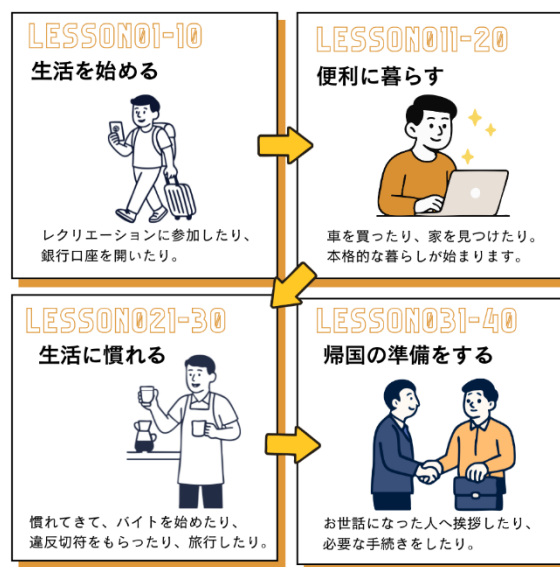 LESSON01-10
生活を始める
レクリエーションに参加したり、
銀行口座を開いたり。
LESSON011-20
便利に暮らす
車を買ったり、家を見つけたり。
本格的な暮らしが始まります。
LESSON021-30
生活に慣れる
慣れてきて、バイトを始めたり、
違反切符をもらったり、旅行したり。
LESSON031-40
帰国の準備をする
お世話になった人へ挨拶したり、
必要な手続きをしたり。